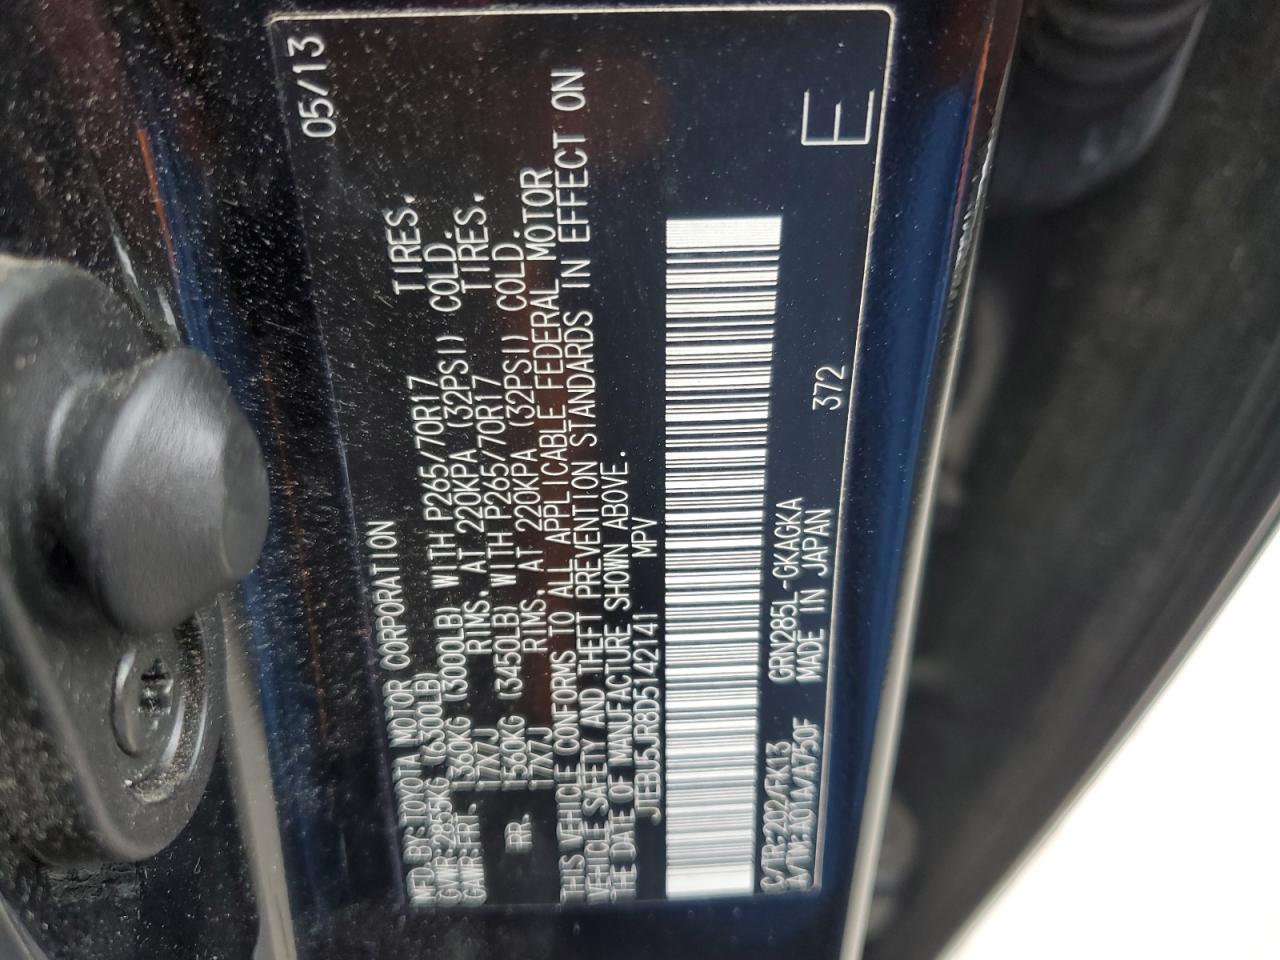 05/13
MFD. BY: TOYOTA MOTOR CORPORATION
GVWR: 2855KG (6300LB)
GAWR: FRT. 1360KG (3000LB) WITH P265/70R17 TIRES.
17X7J RIMS, AT 220KPA (32PSI) COLD.
RR. 1560KG (3450LB) WITH P265/70R17 TIRES.
17X7J RIMS, AT 220KPA (32PSI) COLD.
THIS VEHICLE CONFORMS TO ALL APPLICABLE FEDERAL MOTOR
VEHICLE SAFETY AND THEFT PREVENTION STANDARDS IN EFFECT ON
THE DATE OF MANUFACTURE SHOWN ABOVE.
JTEBU5JR8D5142141 MPV
E
C/TR: 202/FK13 GRN285L-GKAGKA
A/TM: X01A/A750F MADE IN JAPAN 372